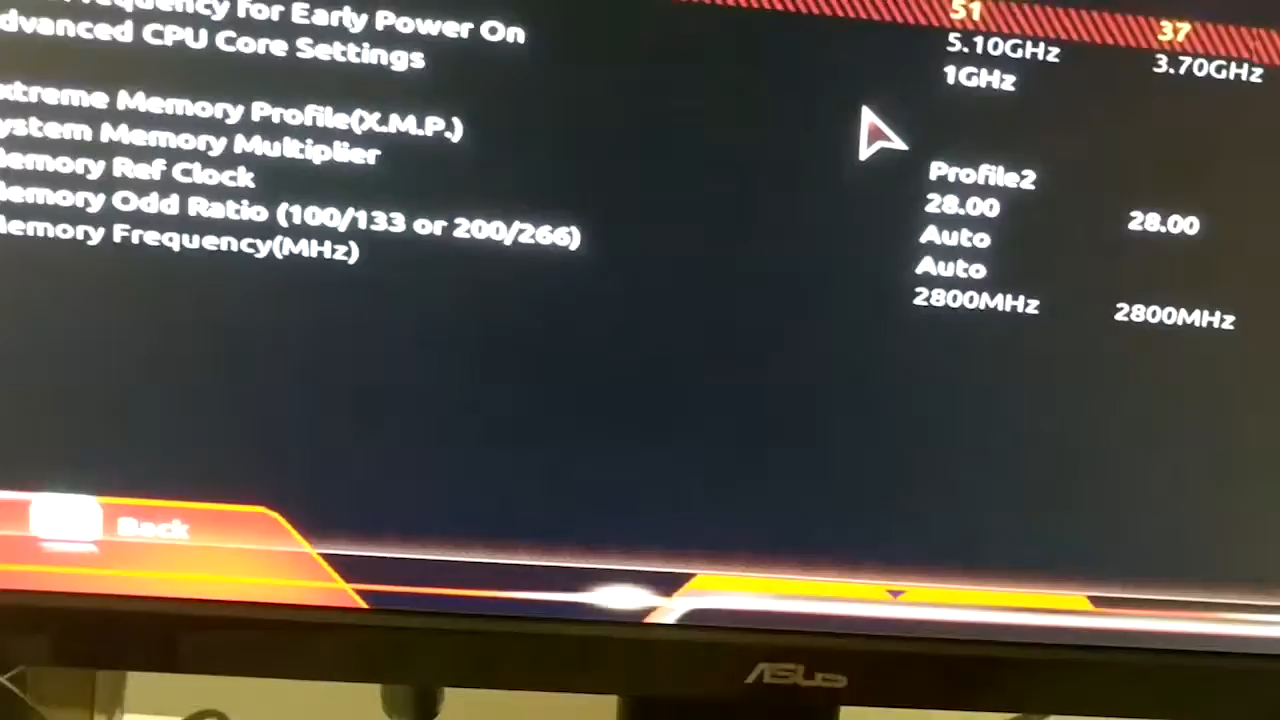 for Early Power On 51 37
Advanced CPU Core Settings 5.10GHz 3.70GHz
1GHz
Extreme Memory Profile(X.M.P.) Profile2
System Memory Multiplier 28.00 28.00
Memory Ref Clock Auto
Memory Odd Ratio (100/133 or 200/266) Auto
Memory Frequency(MHz) 2800MHz 2800MHz
Back
ASUS